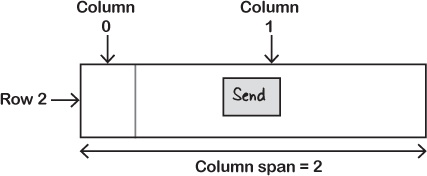 Column
0
Column
1
Row 2
Send
Column span = 2